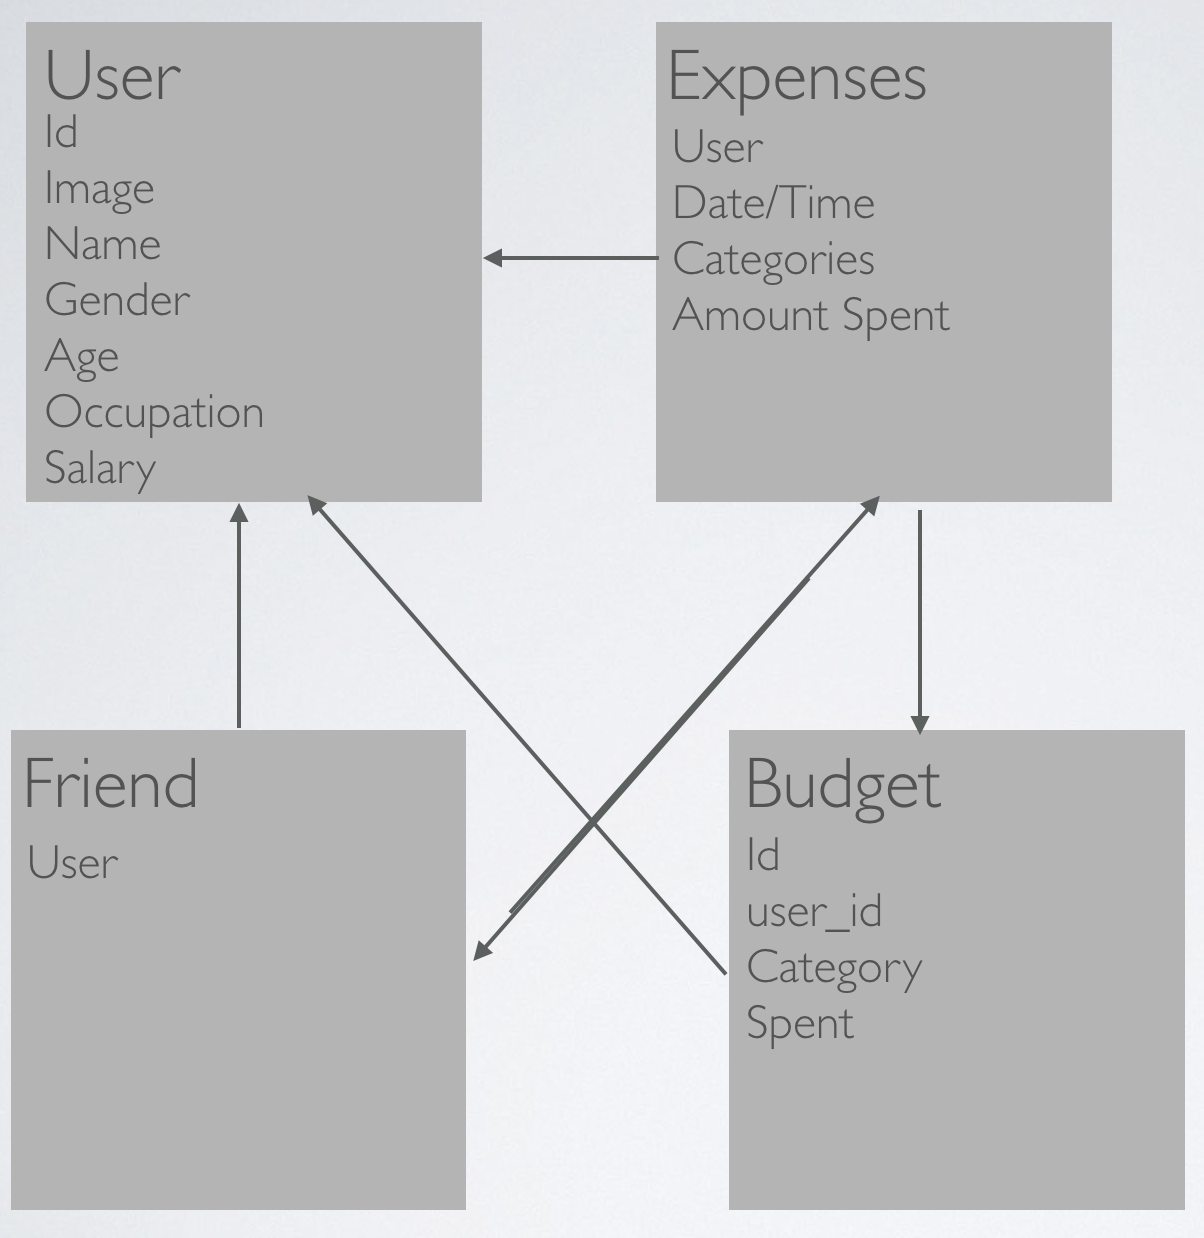 User
Id
Image
Name
Gender
Age
Occupation
Salary
Expenses
User
Date/Time
Categories
Amount Spent
Friend
User
Budget
Id
user_id
Category
Spent